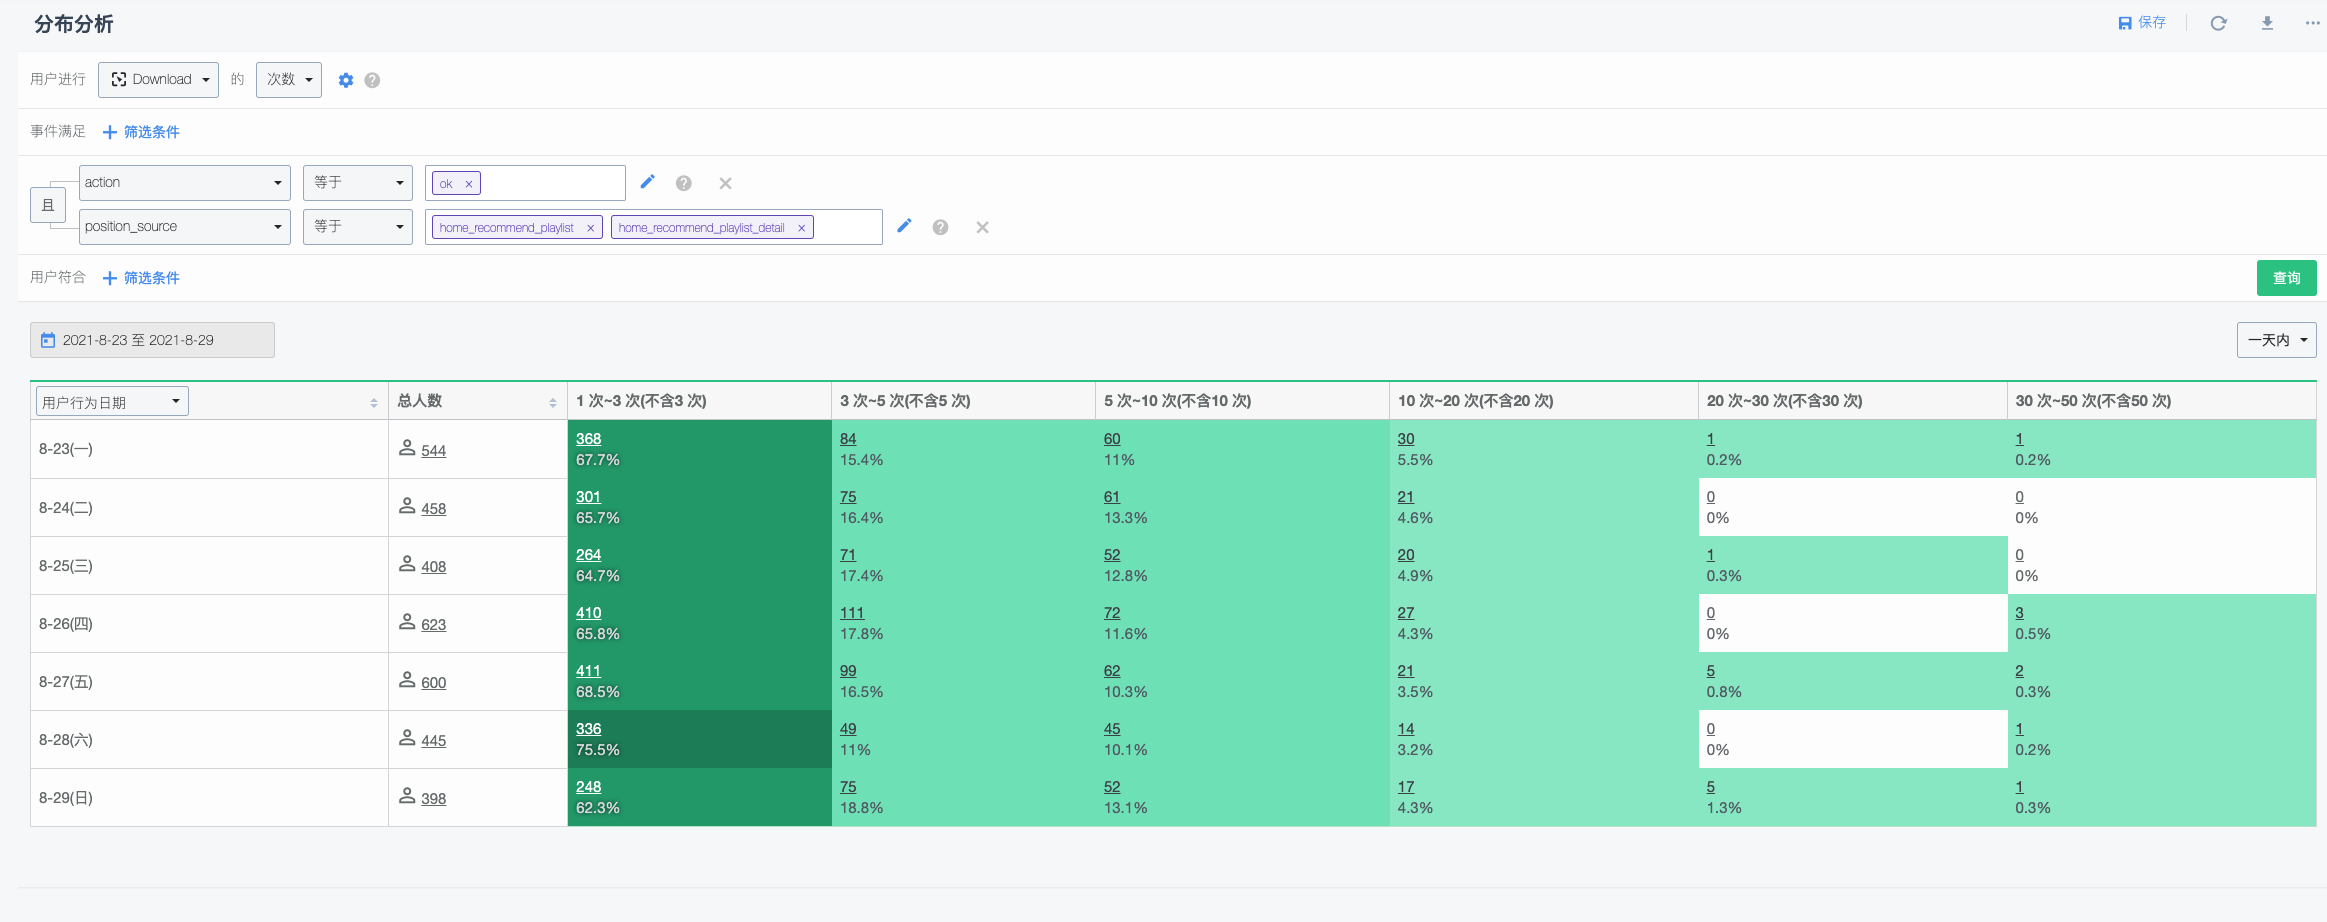 分布分析
保存
用户进行 Download 的 次数
事件满足 筛选条件
且
action 等于 ok ×
position_source 等于 home_recommend_playlist × home_recommend_playlist_detail ×
用户符合 筛选条件
查询
2021-8-23 至 2021-8-29 一天内
用户行为日期 总人数 1 次~3 次(不含3 次) 3 次~5 次(不含5 次) 5 次~10 次(不含10 次) 10 次~20 次(不含20 次) 20 次~30 次(不含30 次) 30 次~50 次(不含50 次)
8-23(一) 544 368 84 60 30 1 1
67.7% 15.4% 11% 5.5% 0.2% 0.2%
8-24(二) 458 301 75 61 21 0 0
65.7% 16.4% 13.3% 4.6% 0% 0%
8-25(三) 408 264 71 52 20 1 0
64.7% 17.4% 12.8% 4.9% 0.3% 0%
8-26(四) 623 410 111 72 27 0 3
65.8% 17.8% 11.6% 4.3% 0% 0.5%
8-27(五) 600 411 99 62 21 5 2
68.5% 16.5% 10.3% 3.5% 0.8% 0.3%
8-28(六) 445 336 49 45 14 0 1
75.5% 11% 10.1% 3.2% 0% 0.2%
8-29(日) 398 248 75 52 17 5 1
62.3% 18.8% 13.1% 4.3% 1.3% 0.3%